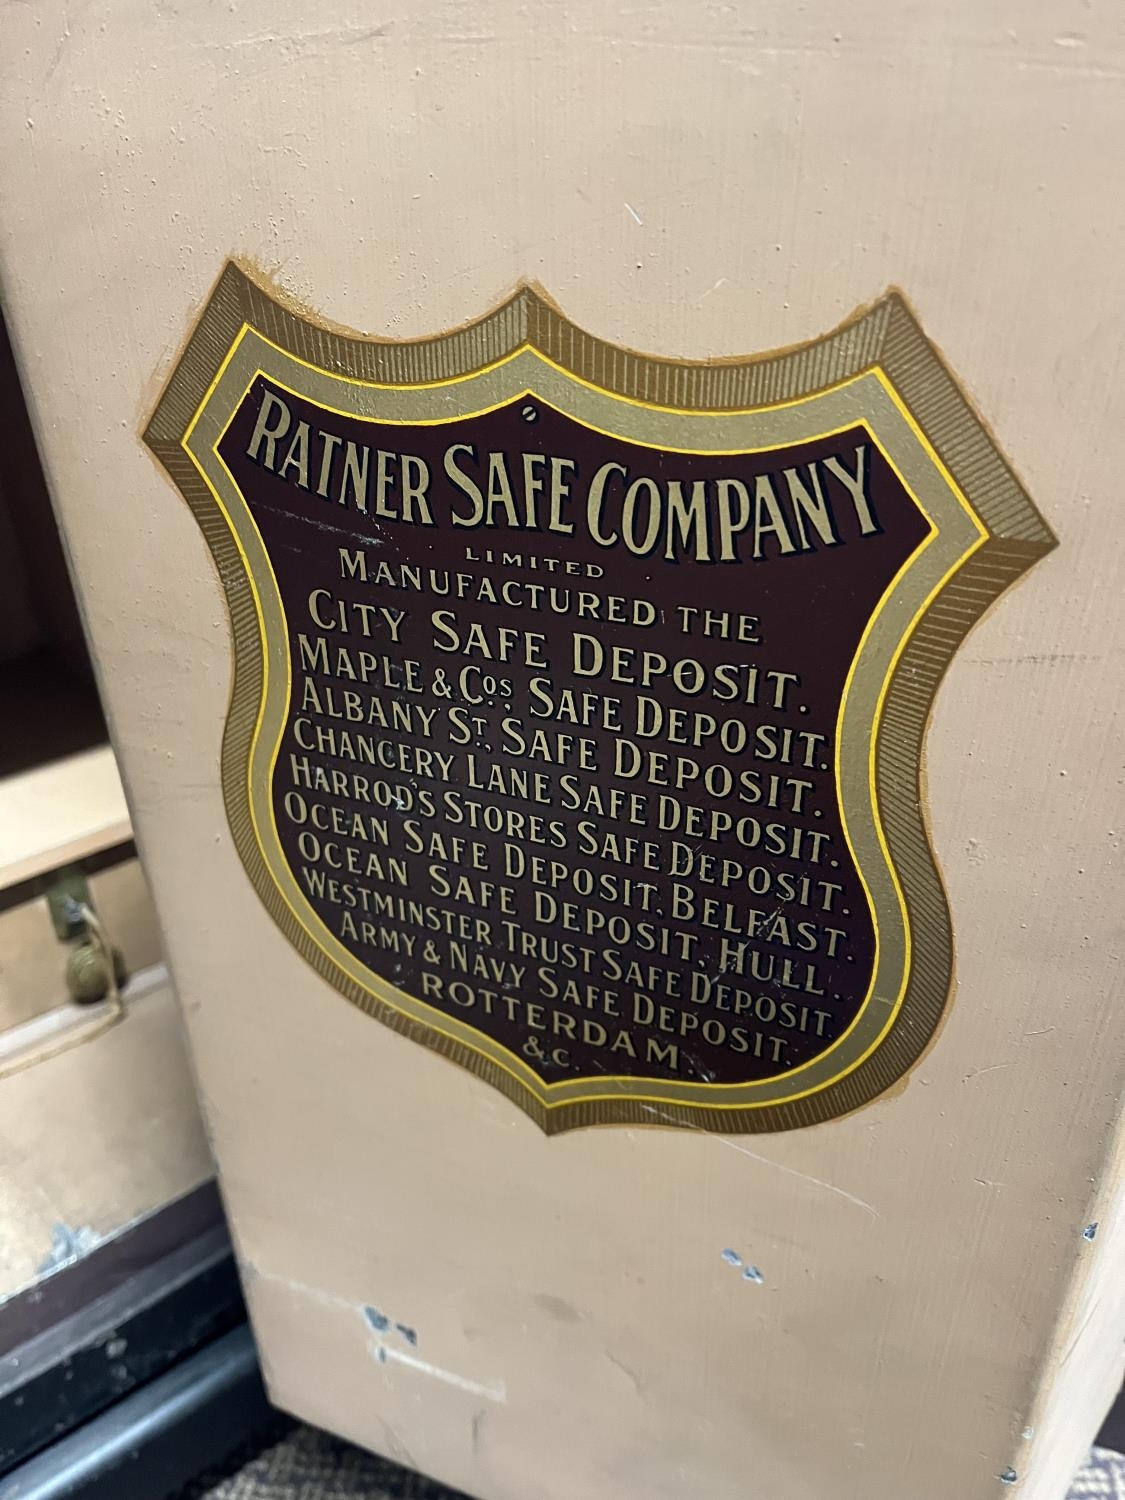 RATNER SAFE COMPANY
LIMITED
MANUFACTURED THE
CITY SAFE DEPOSIT.
MAPLE & COS, SAFE DEPOSIT.
ALBANY ST., SAFE DEPOSIT.
CHANCERY LANE SAFE DEPOSIT.
HARROD'S STORES SAFE DEPOSIT.
OCEAN SAFE DEPOSIT, BELFAST.
OCEAN SAFE DEPOSIT, HULL.
WESTMINSTER TRUST SAFE DEPOSIT.
ARMY & NAVY SAFE DEPOSIT.
ROTTERDAM.
&C.